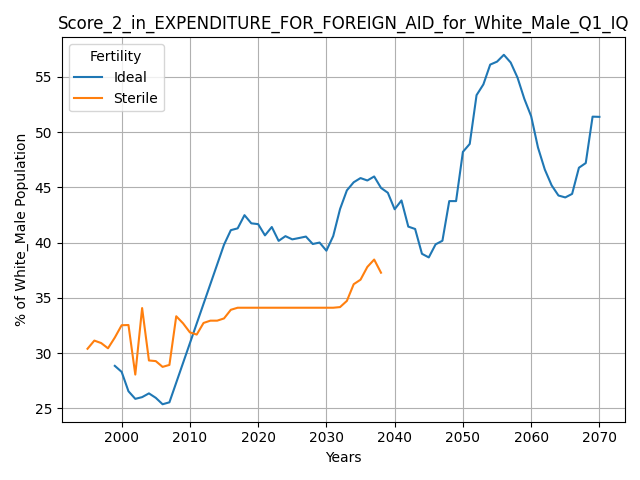 Score_2_in_EXPENDITURE_FOR_FOREIGN_AID_for_White_Male_Q1_IQ
Fertility
Ideal
Sterile
% of White_Male Population
55
50
45
40
35
30
25
2000 2010 2020 2030 2040 2050 2060 2070
Years